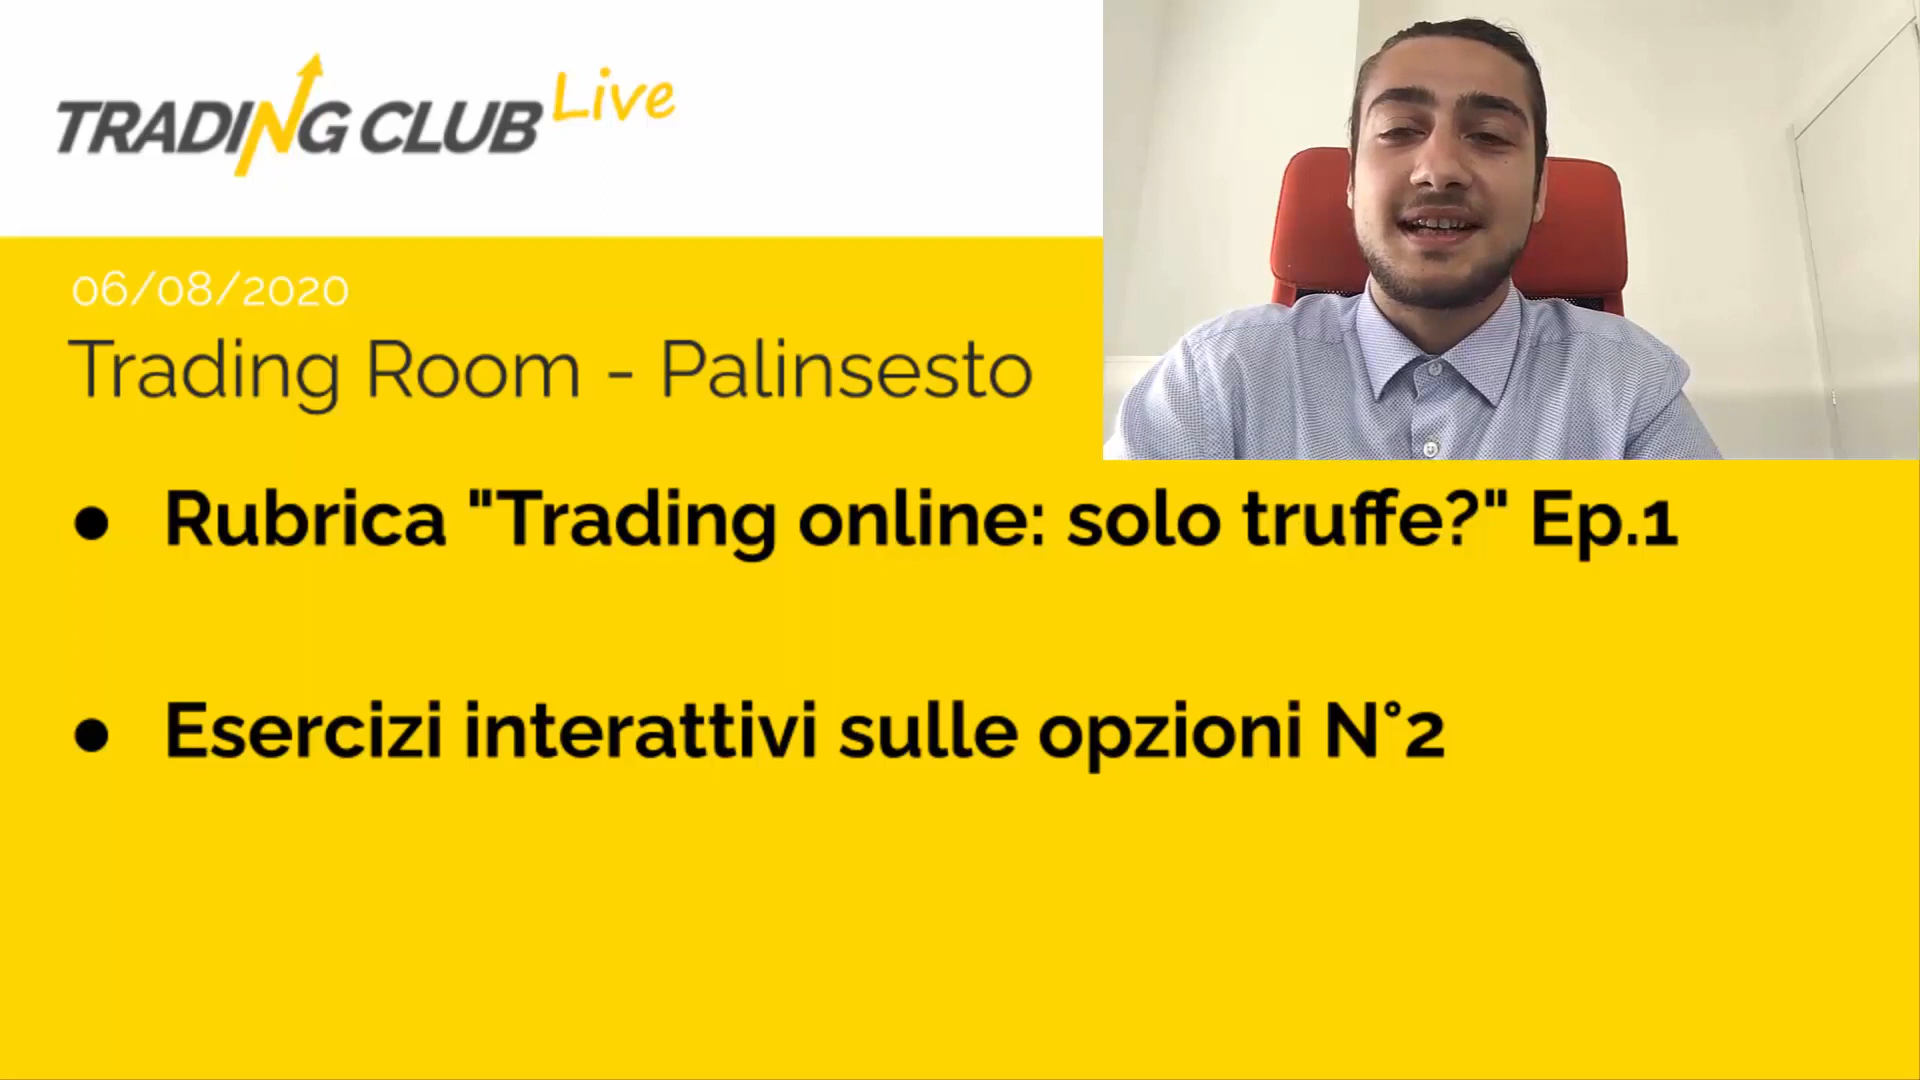 TRADING CLUB Live
06/08/2020
Trading Room - Palinsesto
● Rubrica "Trading online: solo truffe?" Ep.1
● Esercizi interattivi sulle opzioni N°2